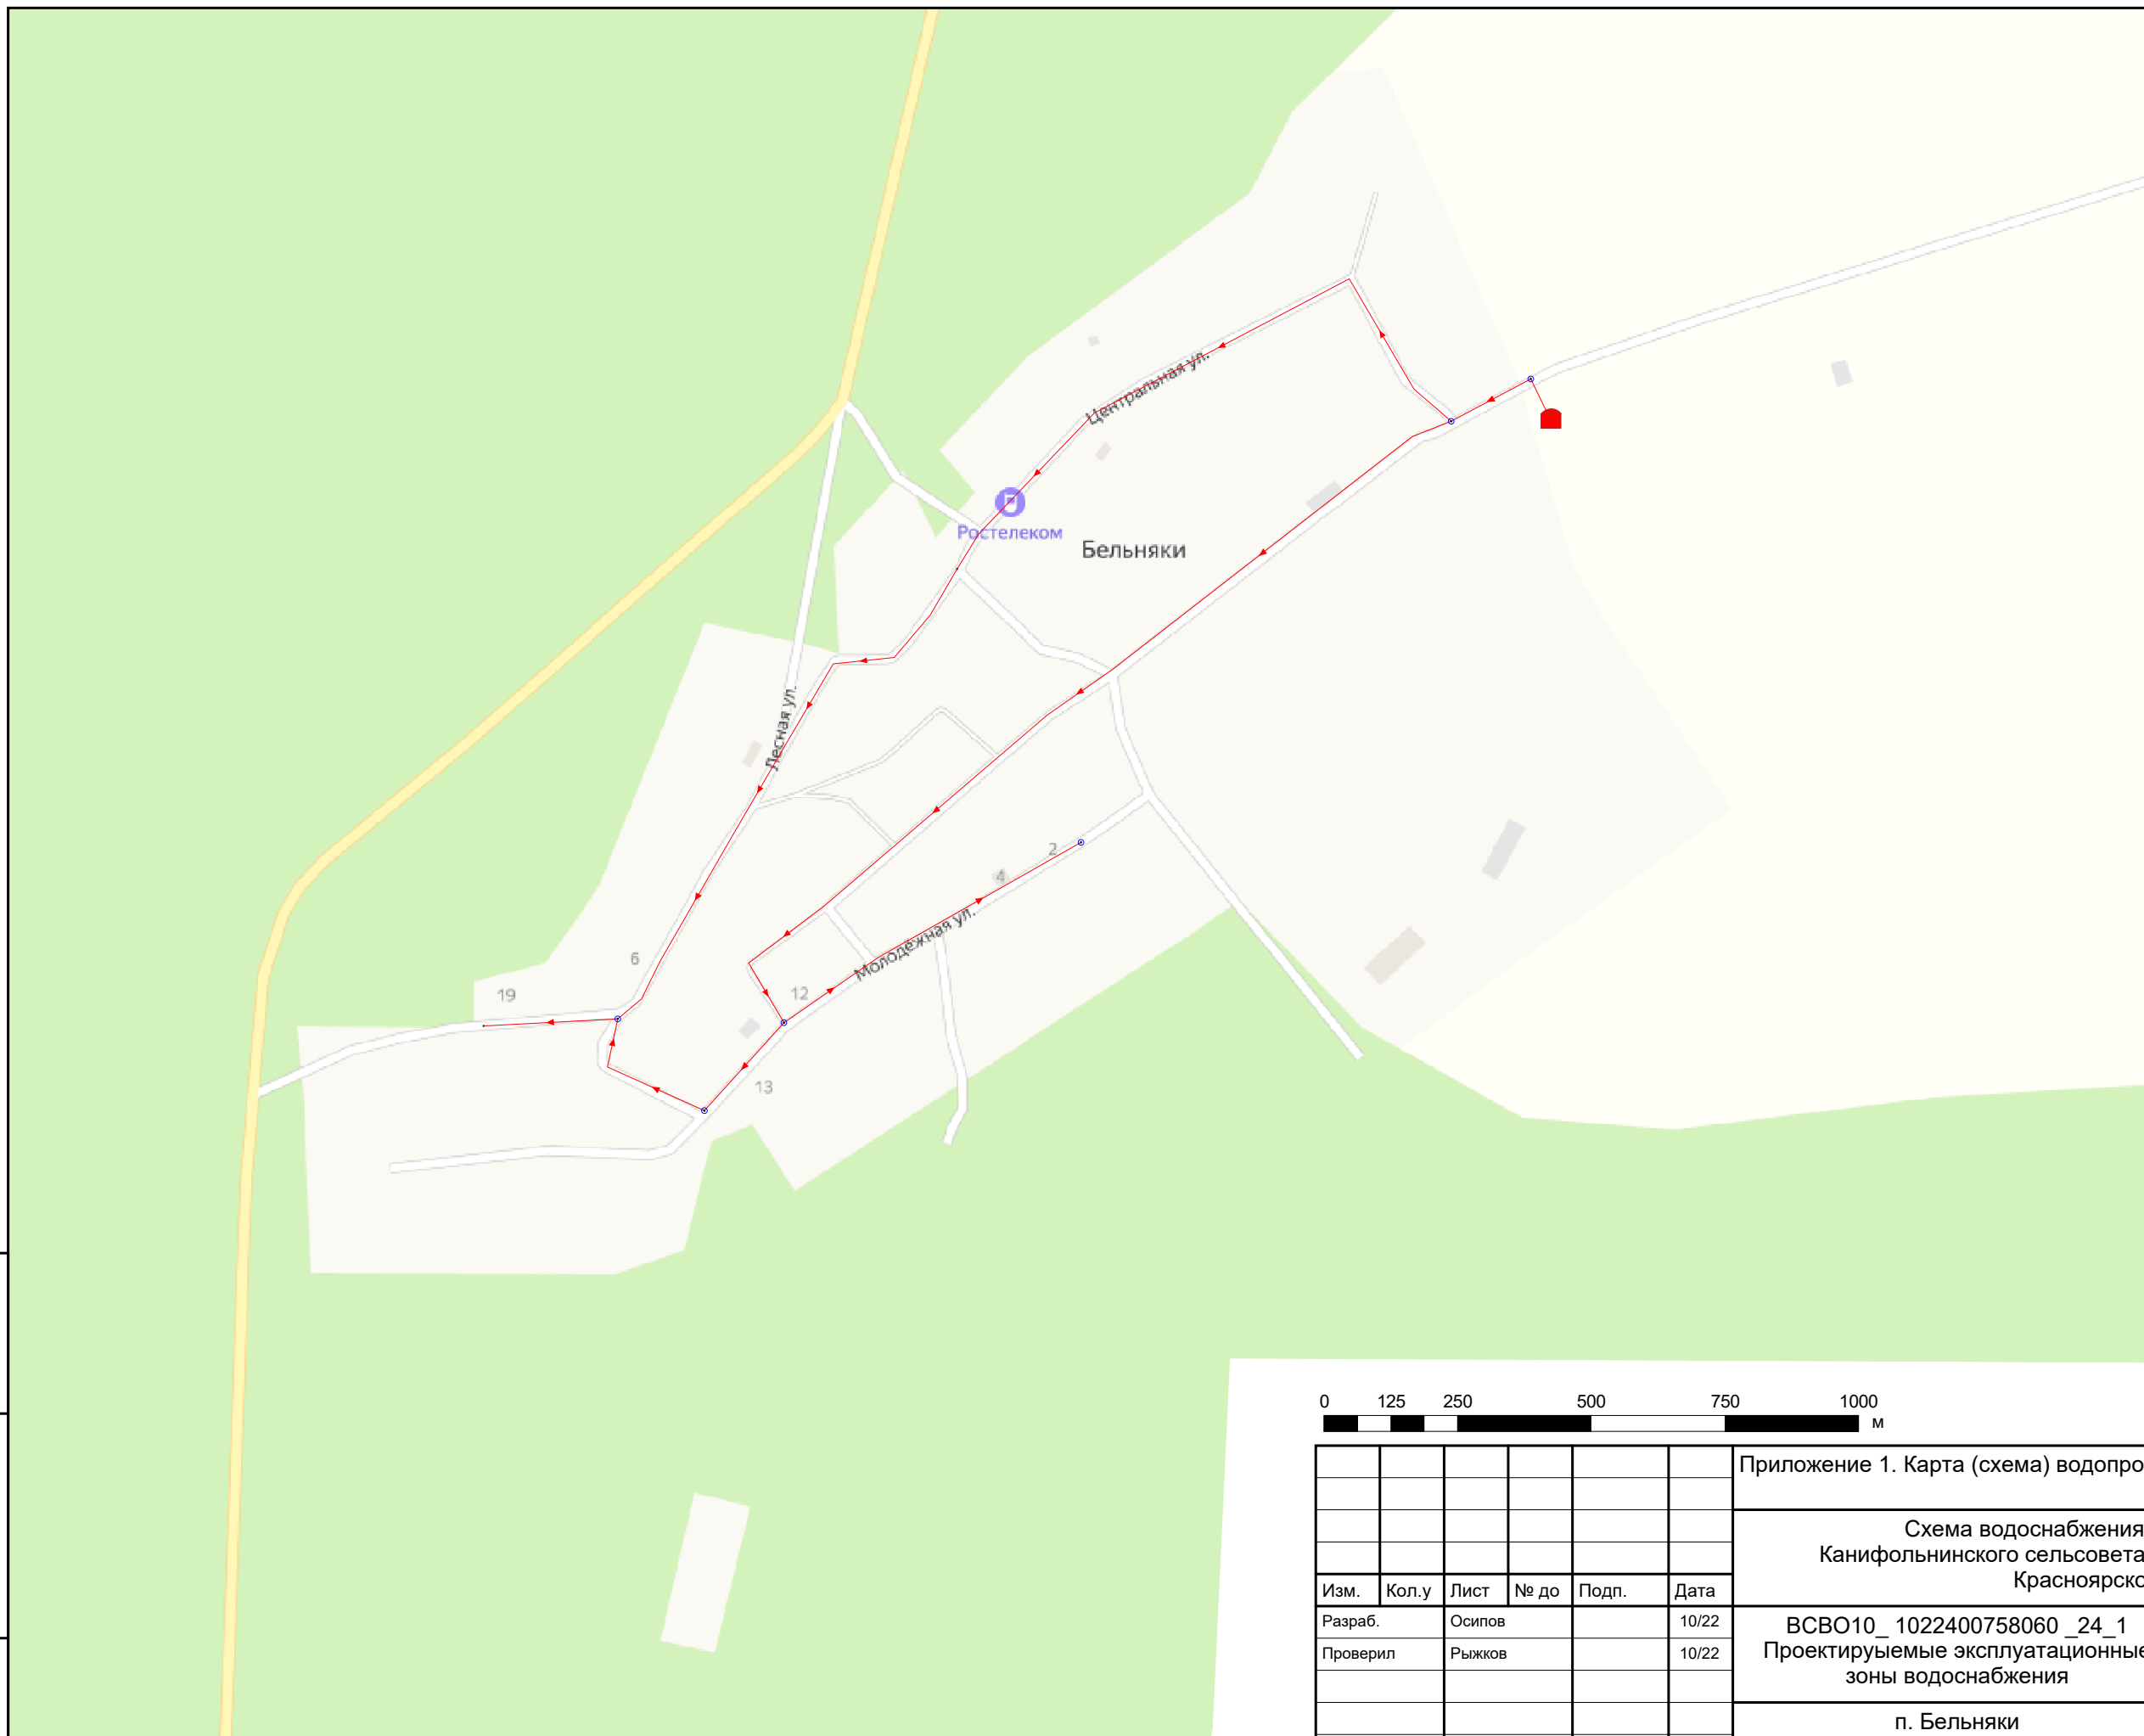 Центральная ул.
Ростелеком
Бельняки
Лесная ул.
2
4
Молодёжная ул.
6
19
12
13
0 125 250 500 750 1000
м
Приложение 1. Карта (схема) водопро
Схема водоснабжения
Канифольнинского сельсовета
Красноярско
Изм. Кол.у Лист № до Подп. Дата
Разраб. Осипов 10/22
Проверил Рыжков 10/22
ВСВО10_ 1022400758060 _24_1
Проектируыемые эксплуатационные
зоны водоснабжения
п. Бельняки